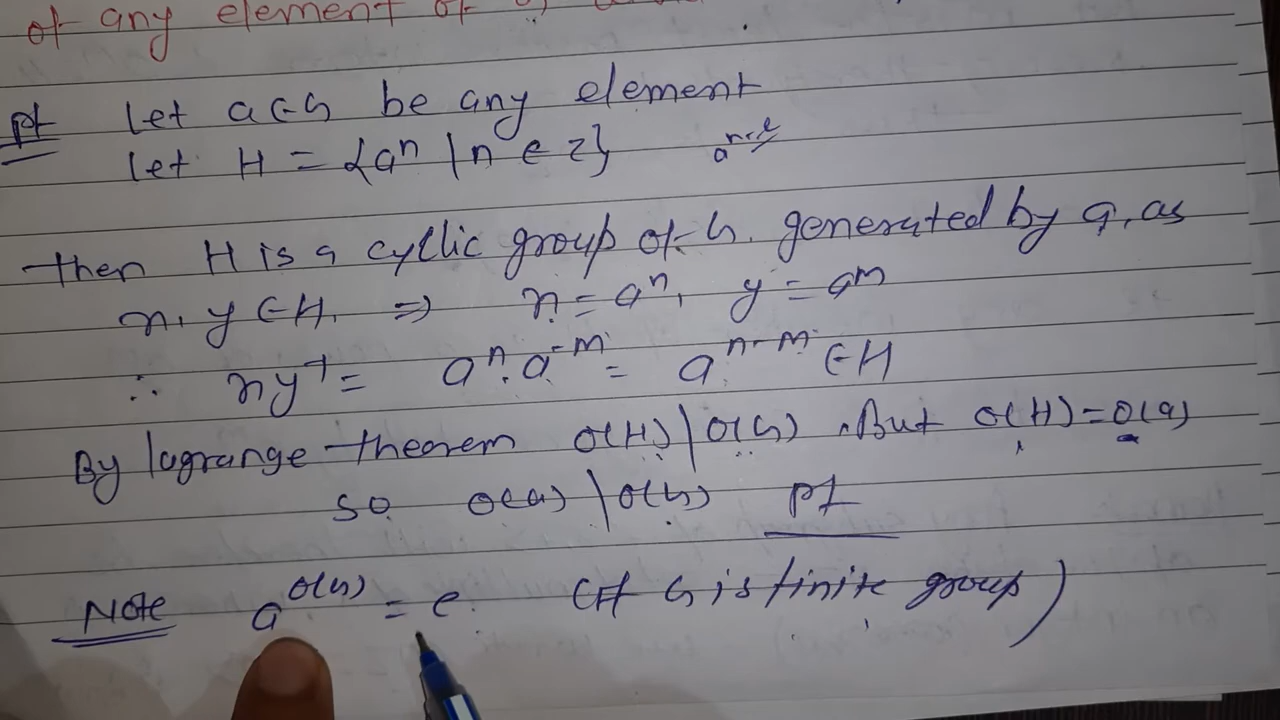 of any element of
Pf Let a ∈ G be any element
Let H = {aⁿ | n ∈ Z}
then H is a cyclic group of G. generated by a, as
x, y ∈ H. ⇒ x = aⁿ, y = aᵐ
∴ xy⁻¹ = aⁿ.a⁻ᵐ = aⁿ⁻ᵐ ∈ H
By lagrange theorem O(H) | O(G) . But O(H) = O(a)
so O(a) | O(G) Pf
Note a^O(G) = e. (If G is finite group)